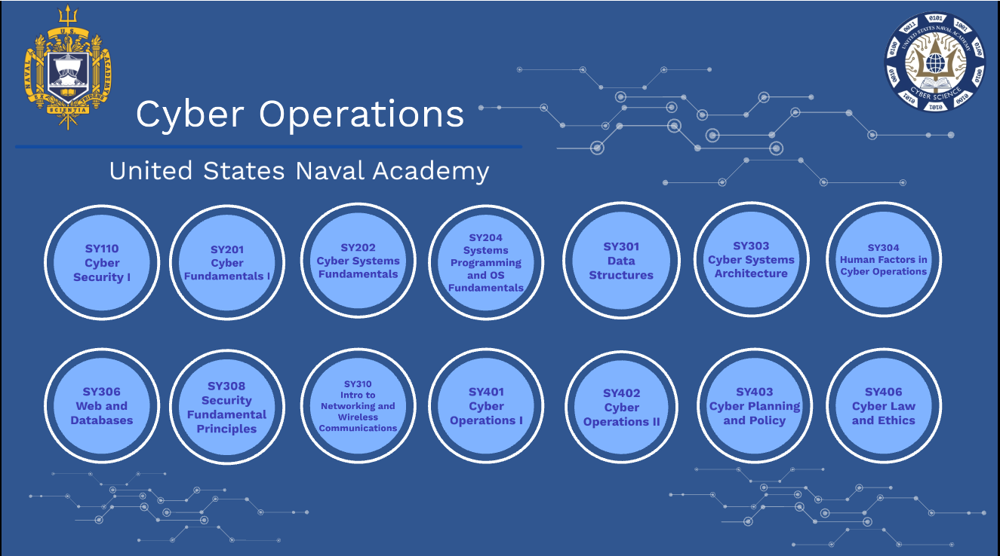 U. S.
NAVAL
ACADEMY
EX
TRIDENS
SCIENTIA
Cyber Operations
United States Naval Academy
0101
1001
0100
0010
0010
1010
1010
0010
0100
0011
UNITED STATES NAVAL ACADEMY
CYBER SCIENCE
SY110
Cyber
Security I
SY201
Cyber
Fundamentals I
SY202
Cyber Systems
Fundamentals
SY204
Systems
Programming
and OS
Fundamentals
SY301
Data
Structures
SY303
Cyber Systems
Architecture
SY304
Human Factors in
Cyber Operations
SY306
Web and
Databases
SY308
Security
Fundamental
Principles
SY310
Intro to
Networking and
Wireless
Communications
SY401
Cyber
Operations I
SY402
Cyber
Operations II
SY403
Cyber Planning
and Policy
SY406
Cyber Law
and Ethics